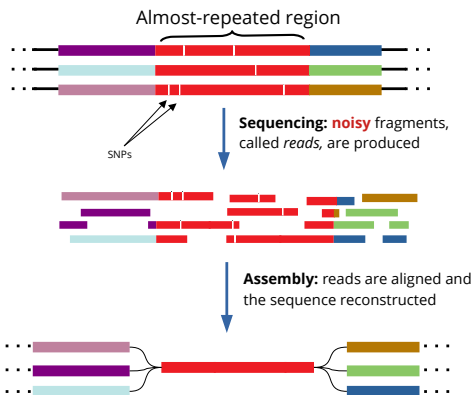 Almost-repeated region
Sequencing: noisy fragments,
called reads, are produced
SNPs
Assembly: reads are aligned and
the sequence reconstructed